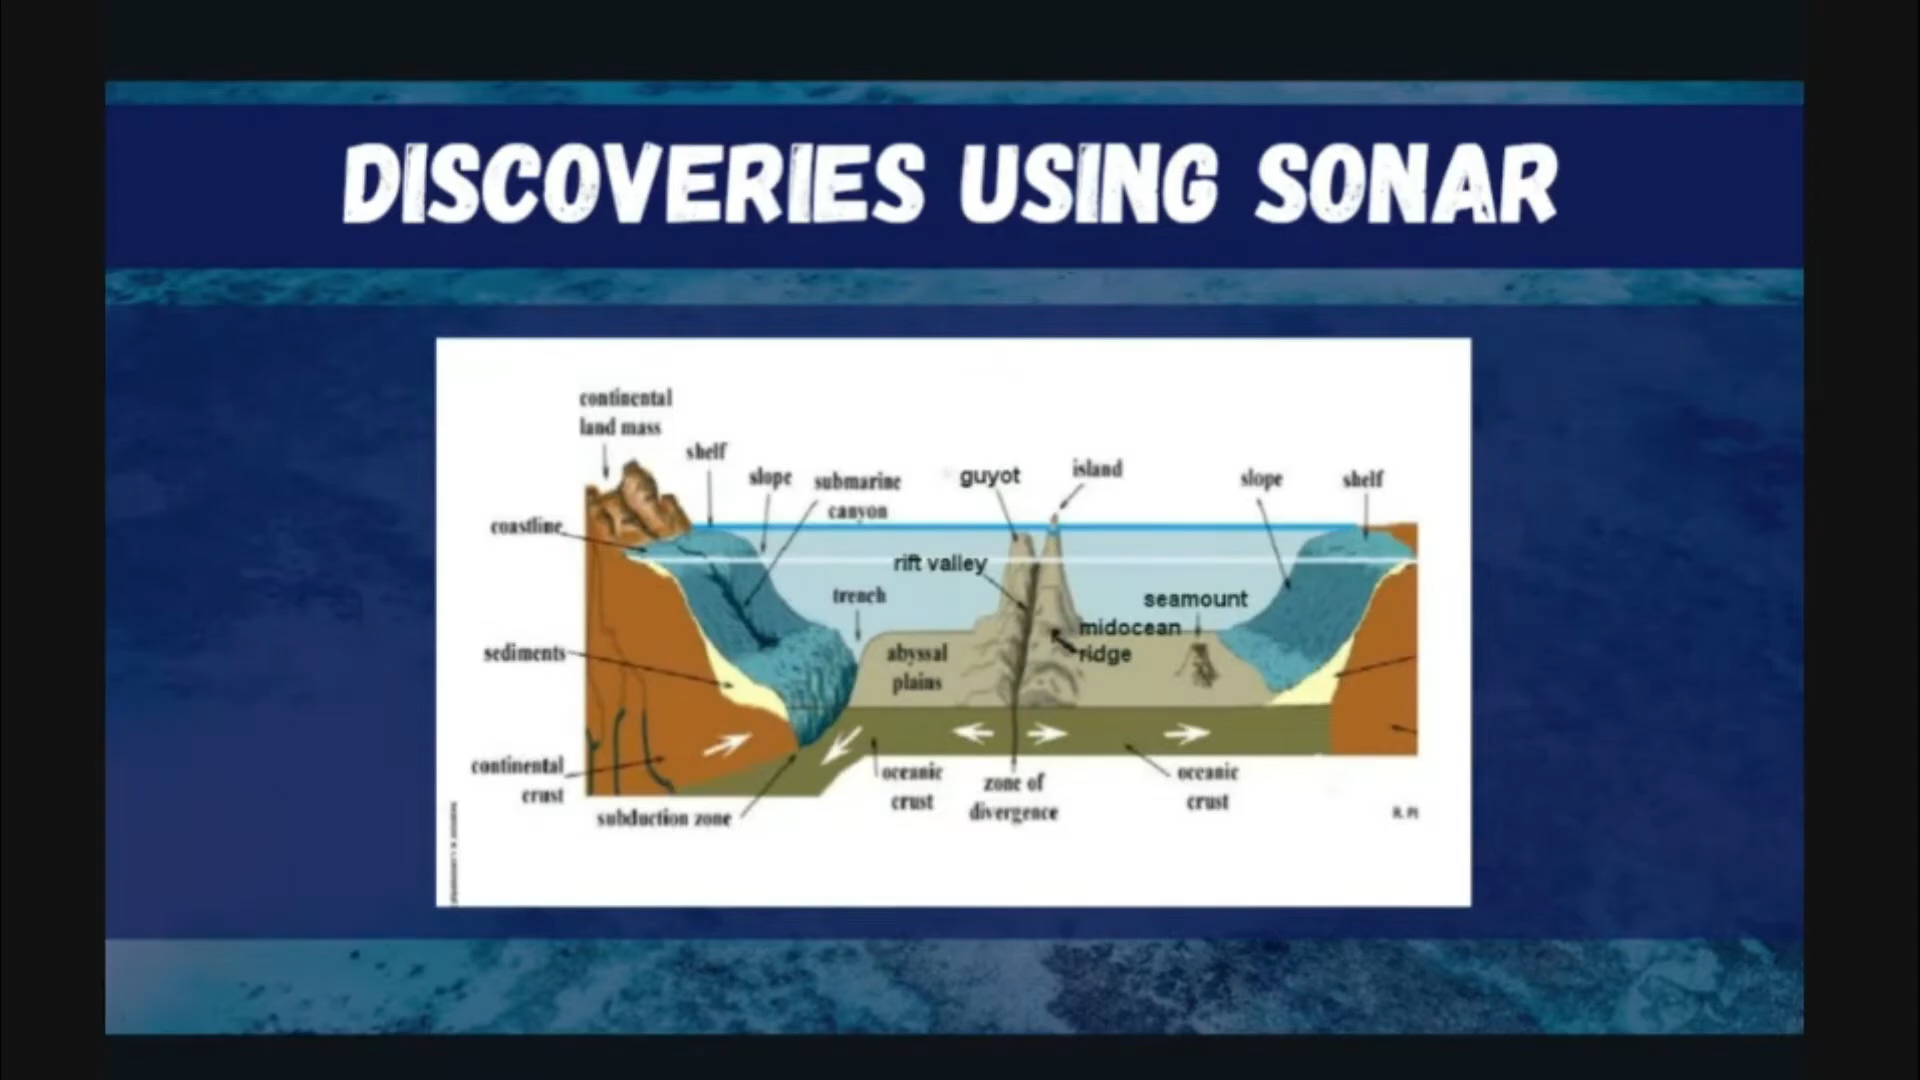 DISCOVERIES USING SONAR
continental
land mass
shelf
slope
submarine
canyon
guyot
island
slope
shelf
coastline
rift valley
trench
seamount
midocean
ridge
sediments
abyssal
plains
continental
crust
oceanic
crust
zone of
divergence
oceanic
crust
subduction zone